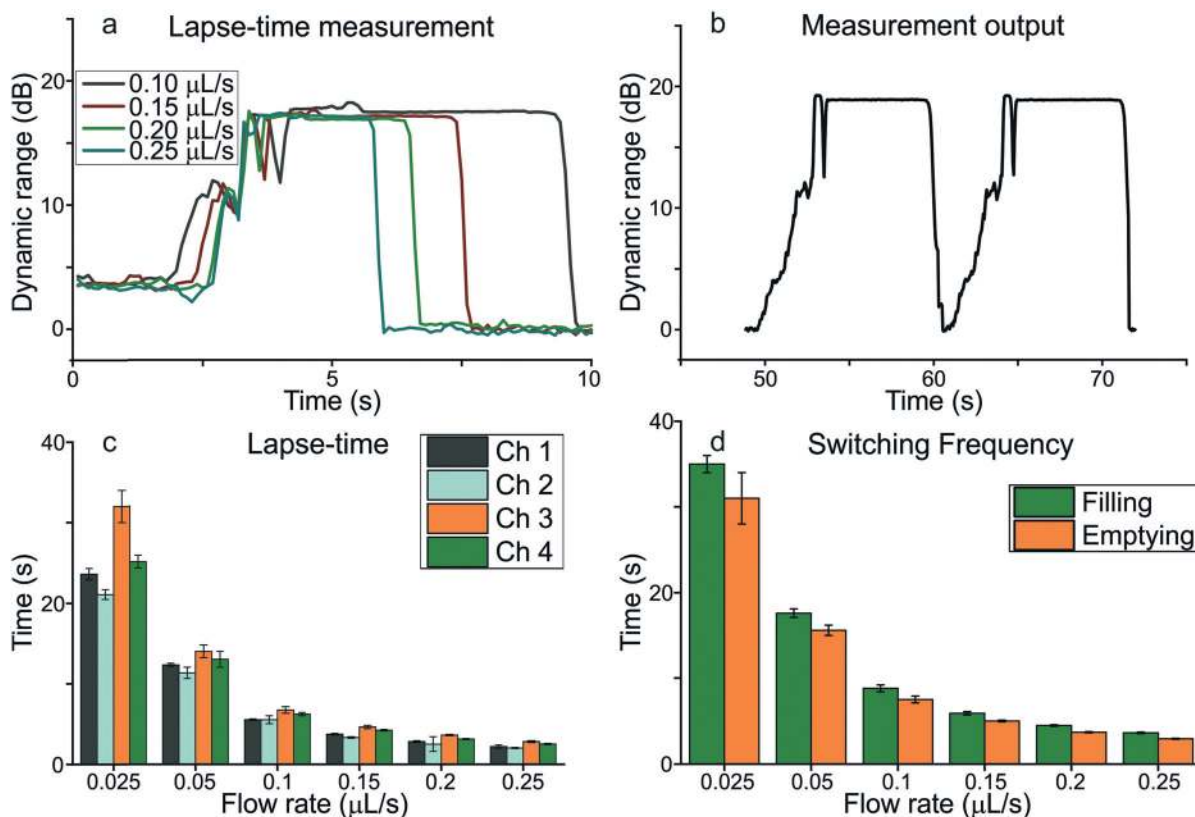 a
Lapse-time measurement
0.10 μL/s
0.15 μL/s
0.20 μL/s
0.25 μL/s
Dynamic range (dB)
20
10
0
0
5
10
Time (s)
b
Measurement output
Dynamic range (dB)
20
10
0
50
60
70
Time (s)
c
Lapse-time
Ch 1
Ch 2
Ch 3
Ch 4
Time (s)
40
20
0
0.025
0.05
0.1
0.15
0.2
0.25
Flow rate (μL/s)
d
Switching Frequency
Filling
Emptying
Time (s)
40
20
0
0.025
0.05
0.1
0.15
0.2
0.25
Flow rate (μL/s)